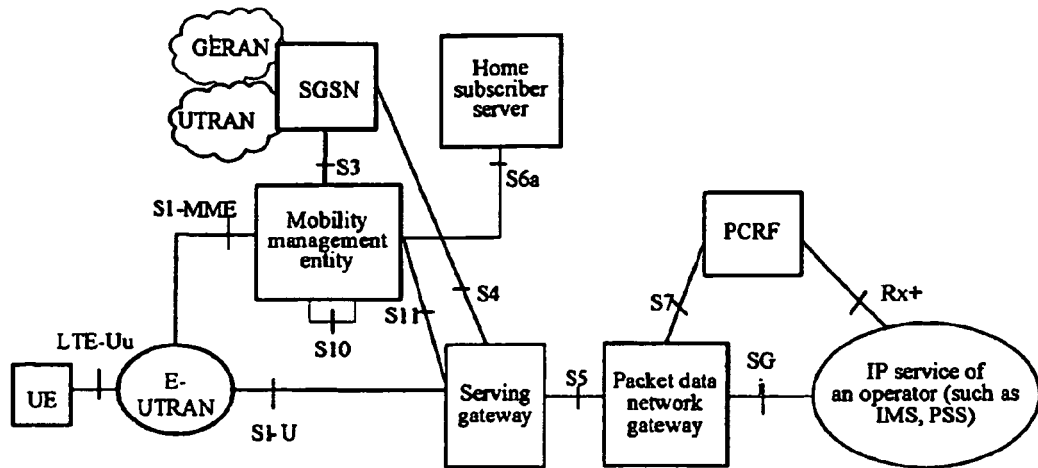 GERAN
SGSN
UTRAN
Home
subscriber
server
S3
S6a
S1-MME
Mobility
management
entity
PCRF
S4
S7
Rx+
S11
S10
LTE-Uu
UE
E-
UTRAN
S1-U
Serving
gateway
S5
Packet data
network
gateway
SG
IP service of
an operator (such as
IMS, PSS)